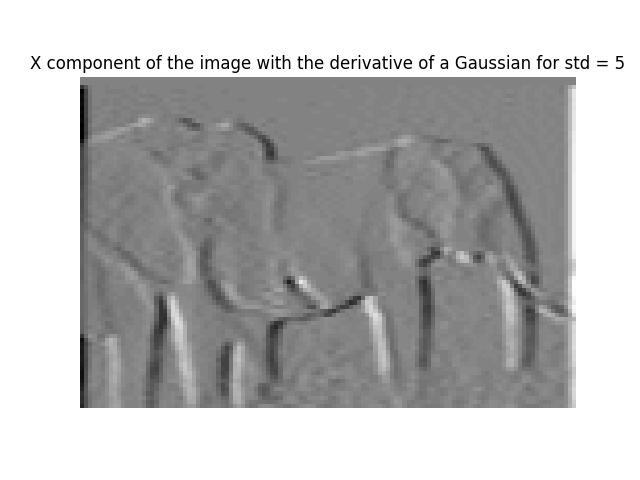 X component of the image with the derivative of a Gaussian for std = 5